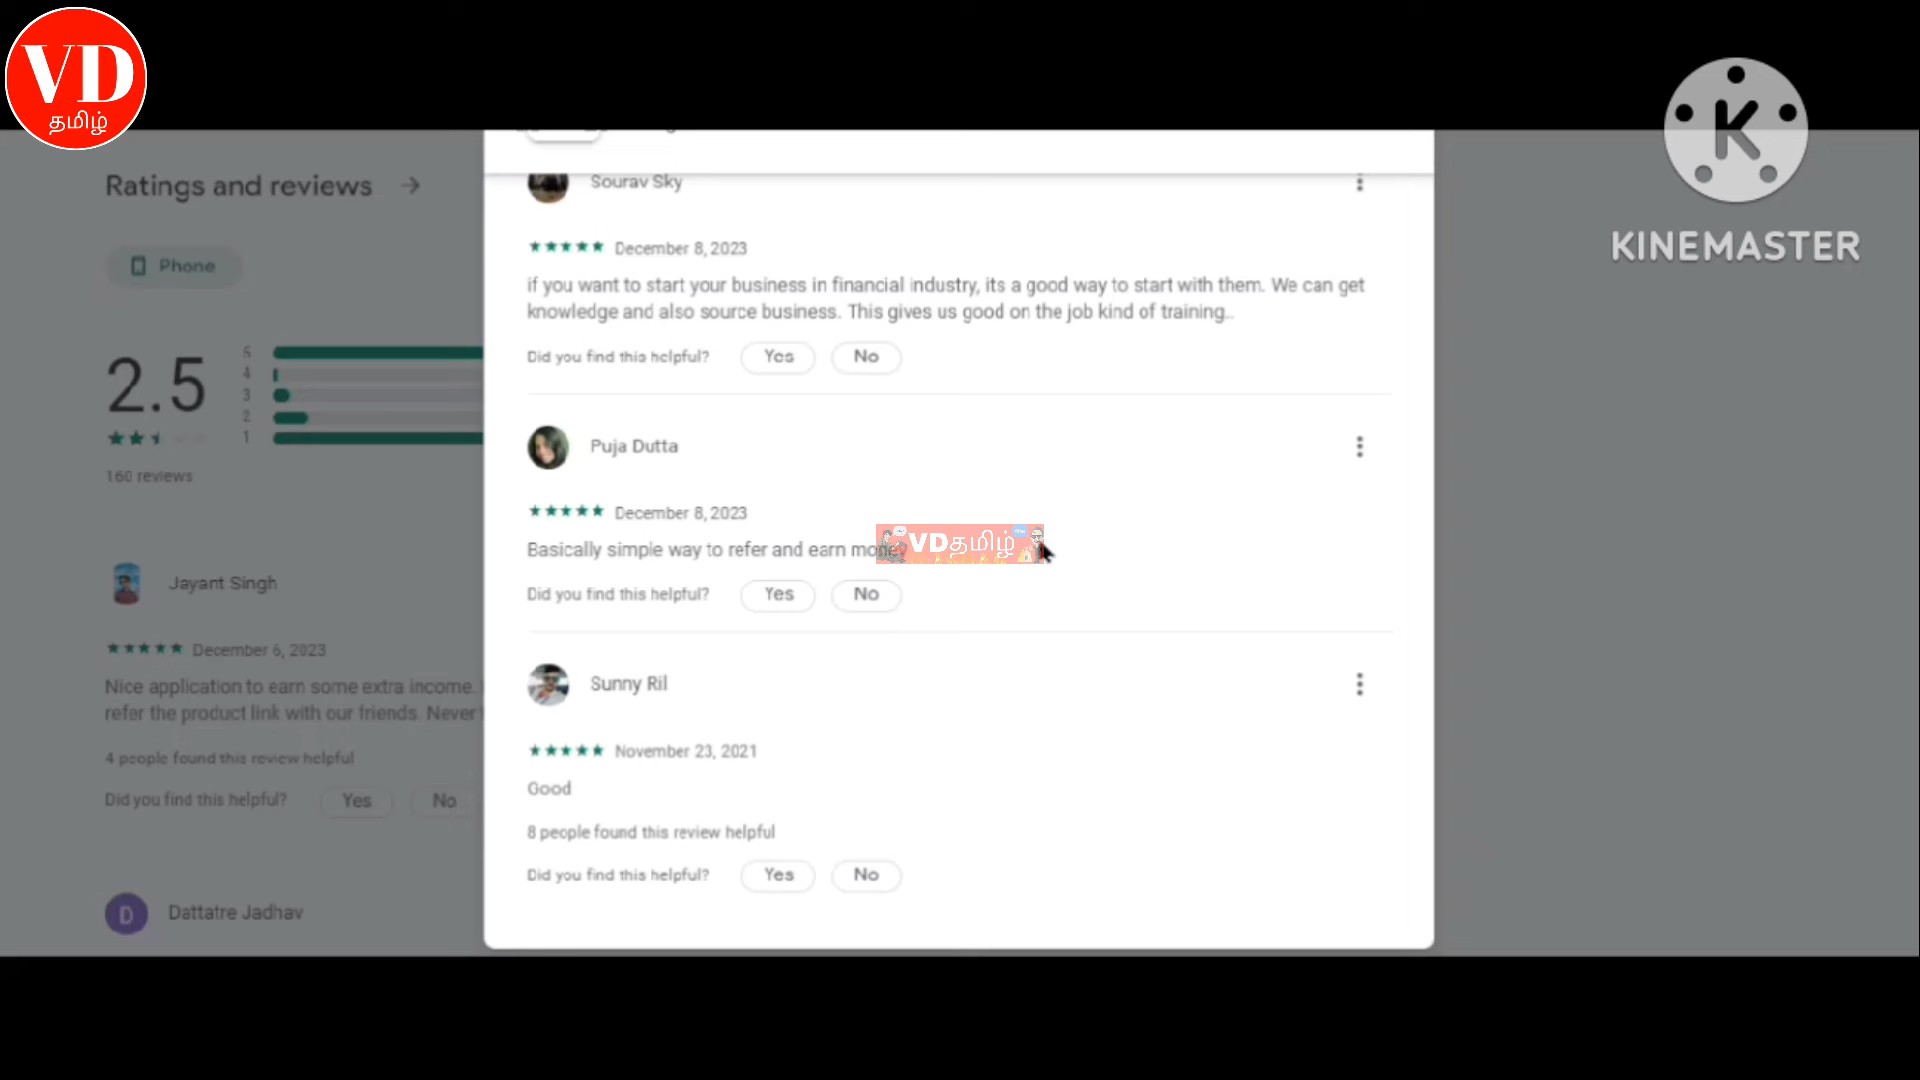 VD
தமிழ்
KINEMASTER
Ratings and reviews
Phone
2.5
5
4
3
2
1
160 reviews
Jayant Singh
December 6, 2023
Nice application to earn some extra income.
refer the product link with our friends. Never
4 people found this review helpful
Did you find this helpful? Yes No
D Dattatre Jadhav
Sourav Sky
December 8, 2023
if you want to start your business in financial industry, its a good way to start with them. We can get
knowledge and also source business. This gives us good on the job kind of training..
Did you find this helpful? Yes No
Puja Dutta
December 8, 2023
Basically simple way to refer and earn
VDதமிழ்
Did you find this helpful? Yes No
Sunny Ril
November 23, 2021
Good
8 people found this review helpful
Did you find this helpful? Yes No